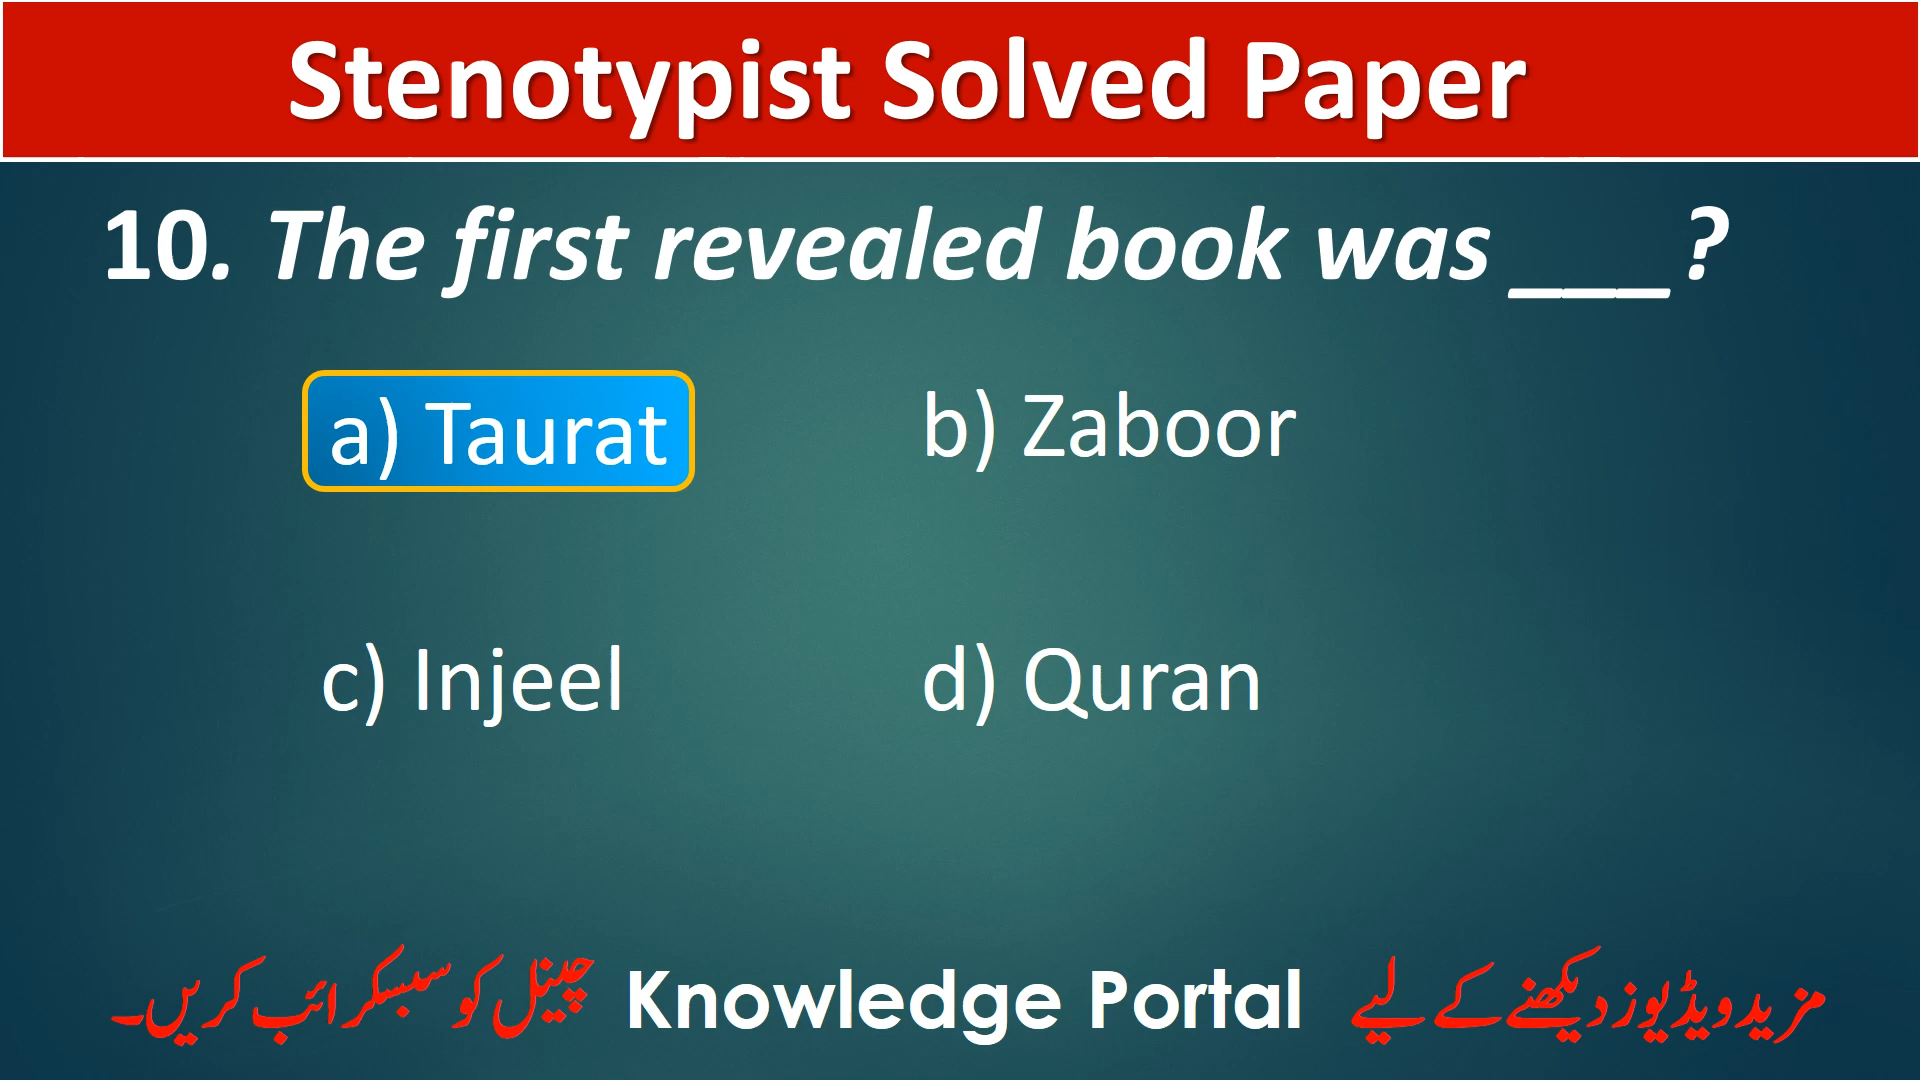 Stenotypist Solved Paper
10. The first revealed book was ___?
a) Taurat
b) Zaboor
c) Injeel
d) Quran
مزید ویڈیوز دیکھنے کے لیے Knowledge Portal چینل کو سبسکرائب کریں۔